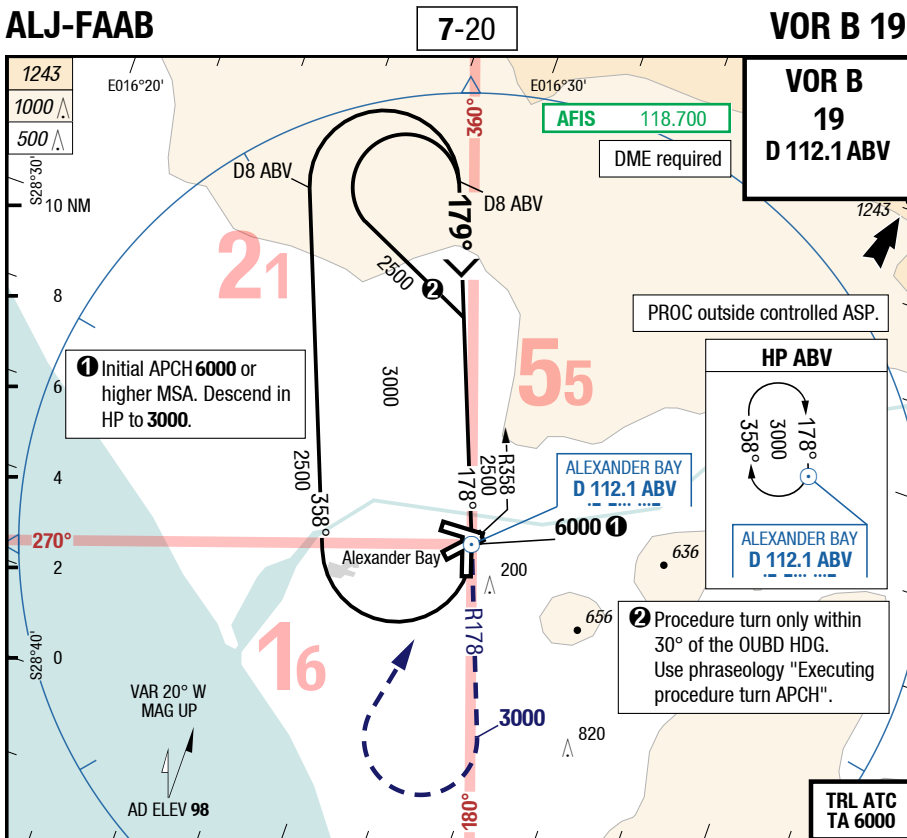 ALJ-FAAB
7-20
VOR B 19
1243
1000
500
E016°20'
E016°30'
360°
AFIS 118.700
DME required
VOR B
19
D 112.1 ABV
S28°30'
10 NM
D8 ABV
D8 ABV
179°
1243
21
2500 2
8
PROC outside controlled ASP.
1 Initial APCH 6000 or
higher MSA. Descend in
HP to 3000.
6
3000
55
HP ABV
358°
3000
178°
ALEXANDER BAY
D 112.1 ABV
4
2500
358°
178°
2500
R358
ALEXANDER BAY
D 112.1 ABV
6000 1
270°
Alexander Bay
2
200
636
656
R178
2 Procedure turn only within
30° of the OUBD HDG.
Use phraseology "Executing
procedure turn APCH".
S28°40'
0
16
VAR 20° W
MAG UP
3000
820
AD ELEV 98
180°
TRL ATC
TA 6000